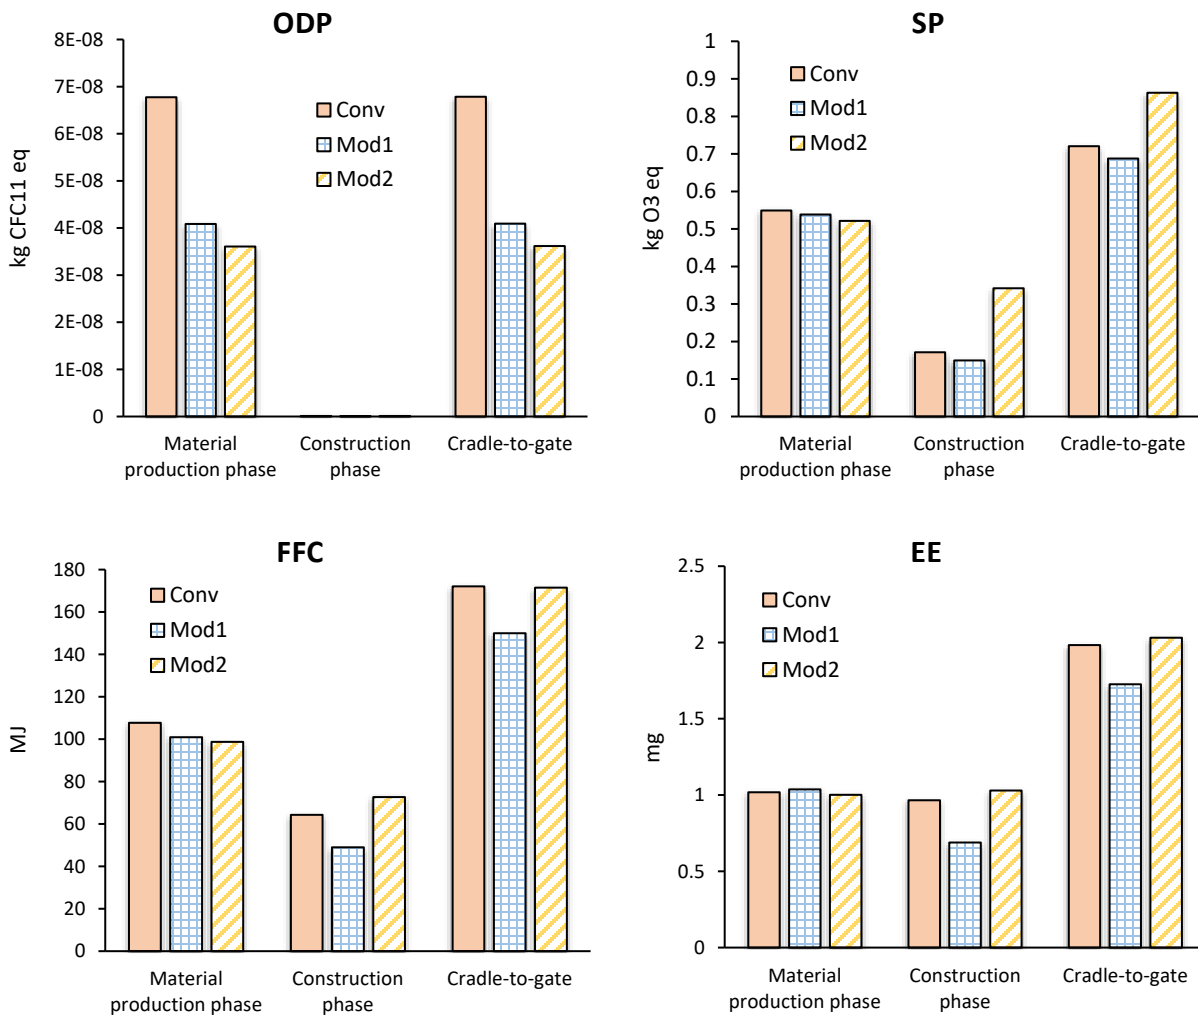 ODP
kg CFC11 eq
8E-08
7E-08
6E-08
5E-08
4E-08
3E-08
2E-08
1E-08
0
Conv
Mod1
Mod2
Material
production phase
Construction
phase
Cradle-to-gate
SP
kg O3 eq
1
0.9
0.8
0.7
0.6
0.5
0.4
0.3
0.2
0.1
0
Conv
Mod1
Mod2
Material
production phase
Construction
phase
Cradle-to-gate
FFC
MJ
180
160
140
120
100
80
60
40
20
0
Conv
Mod1
Mod2
Material
production phase
Construction
phase
Cradle-to-gate
EE
mg
2.5
2
1.5
1
0.5
0
Conv
Mod1
Mod2
Material
production phase
Construction
phase
Cradle-to-gate